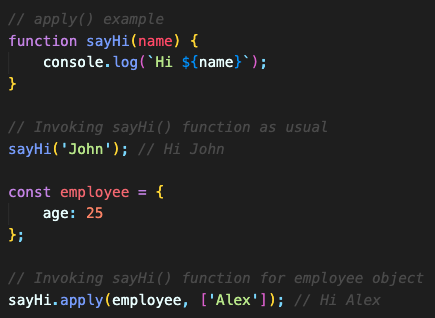 // apply() example
function sayHi(name) {
    console.log(`Hi ${name}`);
}

// Invoking sayHi() function as usual
sayHi('John'); // Hi John

const employee = {
    age: 25
};

// Invoking sayHi() function for employee object
sayHi.apply(employee, ['Alex']); // Hi Alex